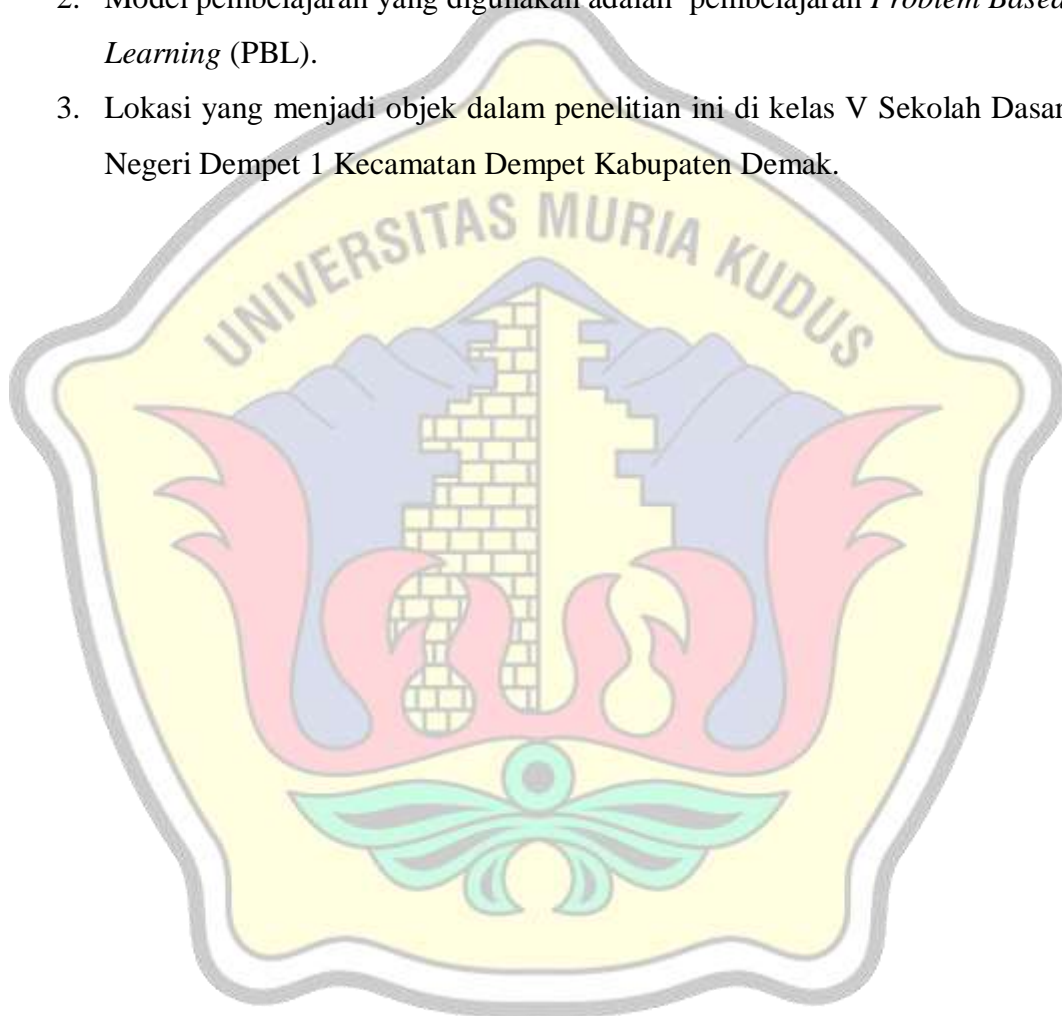 2. Model pembelajaran yang digunakan adalah pembelajaran Problem Based
Learning (PBL).
3. Lokasi yang menjadi objek dalam penelitian ini di kelas V Sekolah Dasar
Negeri Dempet 1 Kecamatan Dempet Kabupaten Demak.
UNIVERSITAS MURIA KUDUS